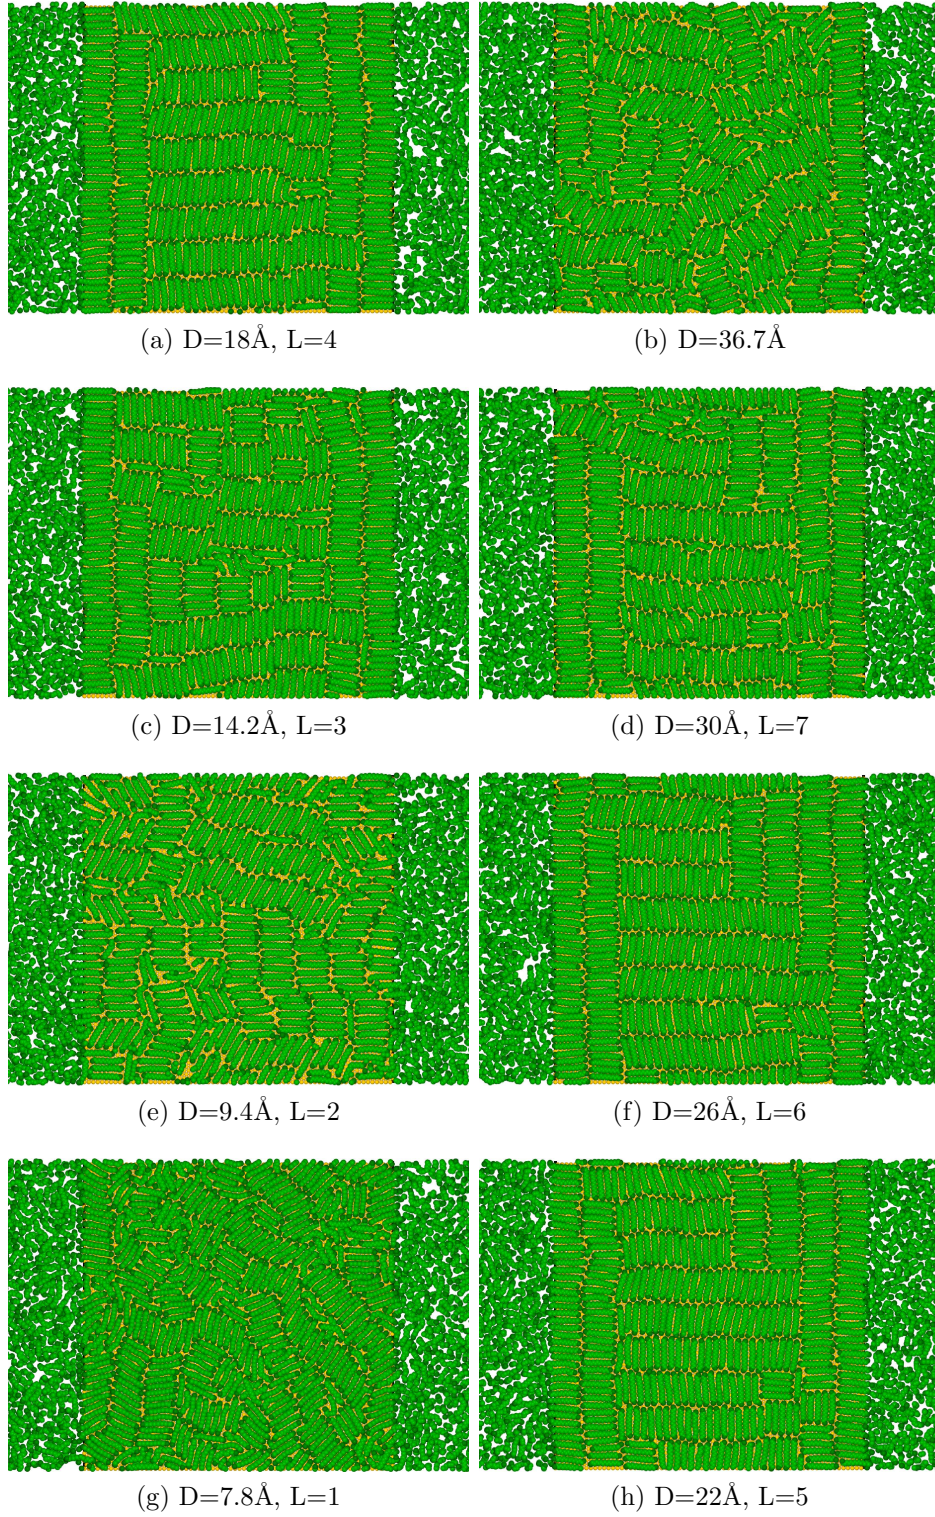 (a) D=18Å, L=4
(b) D=36.7Å
(c) D=14.2Å, L=3
(d) D=30Å, L=7
(e) D=9.4Å, L=2
(f) D=26Å, L=6
(g) D=7.8Å, L=1
(h) D=22Å, L=5